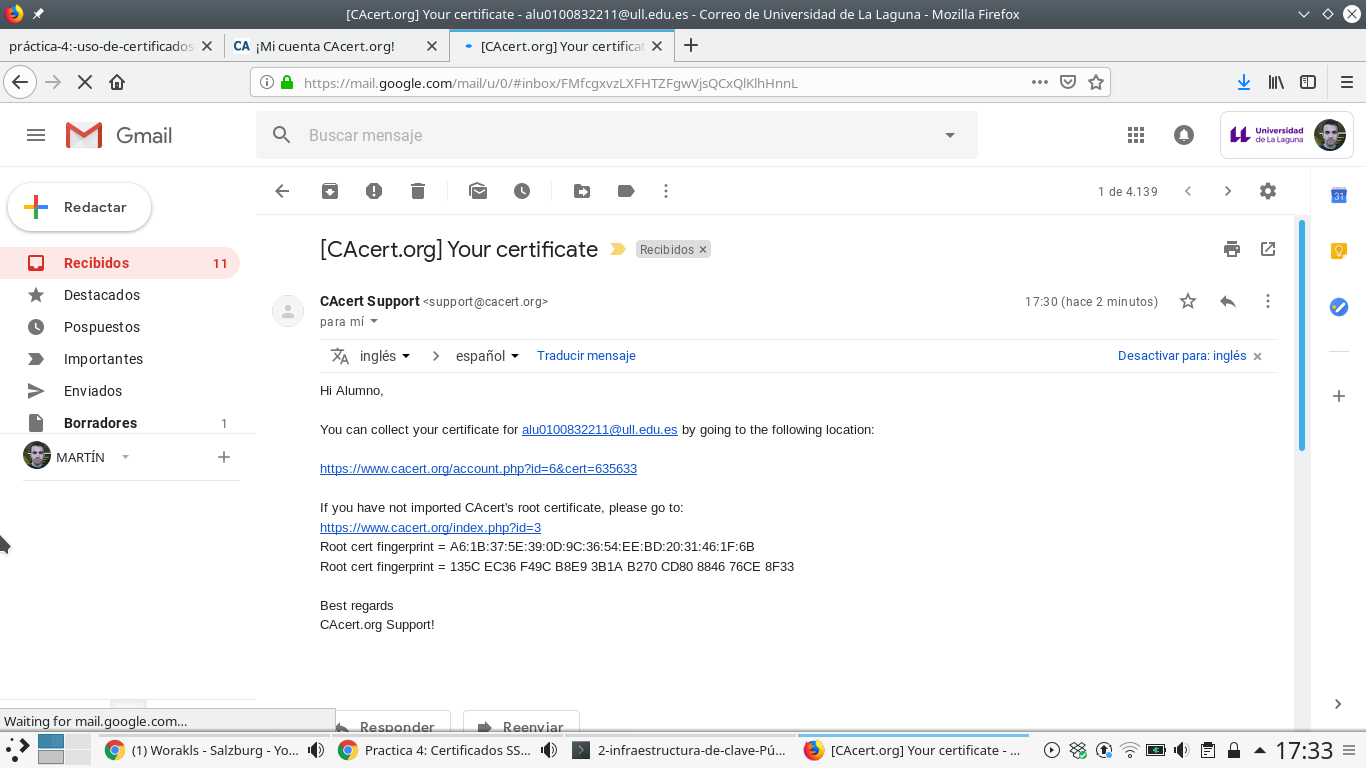 [CAcert.org] Your certificate - alu0100832211@ull.edu.es - Correo de Universidad de La Laguna - Mozilla Firefox
práctica-4:-uso-de-certificados
CA ¡Mi cuenta CAcert.org!
[CAcert.org] Your certificat
https://mail.google.com/mail/u/0/#inbox/FMfcgxvzLXFHTZFgwVjsQCxQlKlhHnnL
Gmail
Buscar mensaje
Universidad
de La Laguna
Redactar
1 de 4.139
31
[CAcert.org] Your certificate
Recibidos ×
Recibidos 11
Destacados
Pospuestos
Importantes
Enviados
Borradores 1
MARTÍN
CAcert Support <support@cacert.org>
17:30 (hace 2 minutos)
para mí
inglés
español
Traducir mensaje
Desactivar para: inglés ×
Hi Alumno,
You can collect your certificate for alu0100832211@ull.edu.es by going to the following location:
https://www.cacert.org/account.php?id=6&cert=635633
If you have not imported CAcert's root certificate, please go to:
https://www.cacert.org/index.php?id=3
Root cert fingerprint = A6:1B:37:5E:39:0D:9C:36:54:EE:BD:20:31:46:1F:6B
Root cert fingerprint = 135C EC36 F49C B8E9 3B1A B270 CD80 8846 76CE 8F33
Best regards
CAcert.org Support!
Responder
Reenviar
Waiting for mail.google.com...
(1) Worakls - Salzburg - Yo...
Practica 4: Certificados SS...
2-infraestructura-de-clave-Pú...
[CAcert.org] Your certificate - ...
17:33